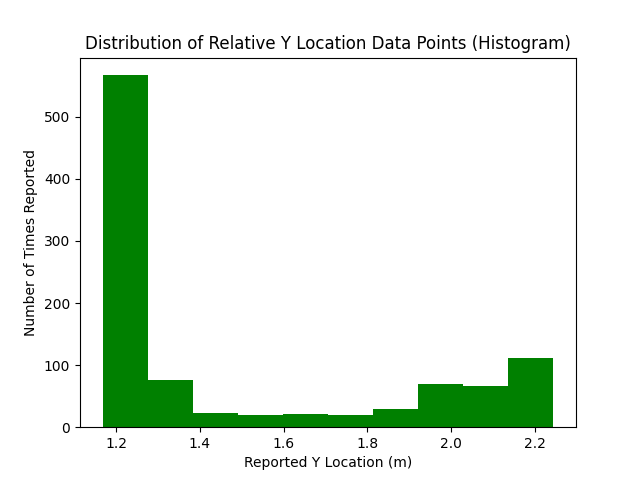 Distribution of Relative Y Location Data Points (Histogram)
Number of Times Reported
500
400
300
200
100
0
1.2 1.4 1.6 1.8 2.0 2.2
Reported Y Location (m)